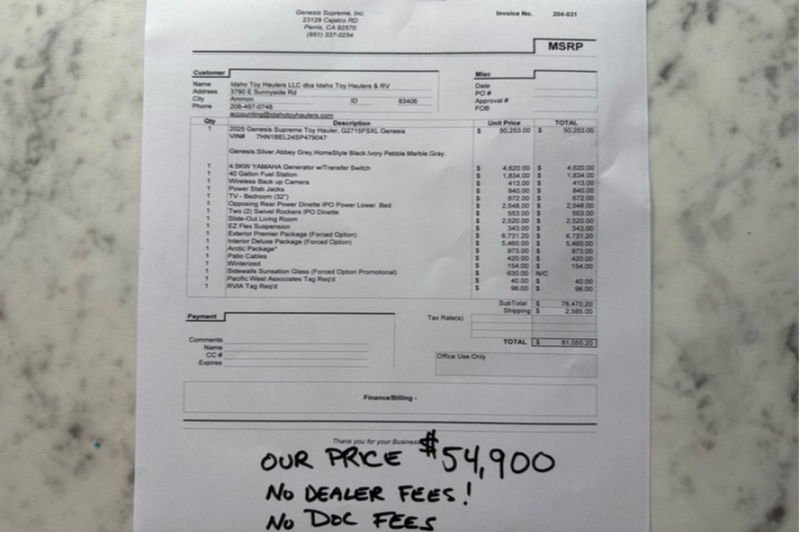 Genesis Supreme, Inc.
23129 Cajalco RD
Perris, CA 92570
(951) 337-0254
Invoice No. 204-031
MSRP
Customer
Misc
Name Idaho Toy Haulers LLC dba Idaho Toy Haulers & RV
Address 3790 E Sunnyside Rd
City Ammon ID 83406
Phone 208-497-0748
accounting@idahotoyhaulers.com
Date
PO #
Approval #
FOB
Qty Description Unit Price TOTAL
1 2025 Genesis Supreme Toy Hauler, G2715FSXL Genesis $ 50,253.00 $ 50,253.00
VIN# 7HN1BEL24SP479047
Genesis.Silver.Abbey Grey.HomeStyle Black.Ivory Pebble.Marble Gray.
1 4.5KW YAMAHA Generator w/Transfer Switch $ 4,620.00 $ 4,620.00
1 40 Gallon Fuel Station $ 1,834.00 $ 1,834.00
1 Wireless Back up Camera $ 413.00 $ 413.00
1 Power Stab Jacks $ 840.00 $ 840.00
1 TV - Bedroom (32") $ 672.00 $ 672.00
1 Opposing Rear Power Dinette IPO Power Lower Bed $ 2,548.00 $ 2,548.00
1 Two (2) Swivel Rockers IPO Dinette $ 553.00 $ 553.00
1 Slide-Out Living Room $ 2,520.00 $ 2,520.00
1 EZ Flex Suspension $ 343.00 $ 343.00
1 Exterior Premier Package (Forced Option) $ 6,731.20 $ 6,731.20
1 Interior Deluxe Package (Forced Option) $ 5,460.00 $ 5,460.00
1 Arctic Package* $ 973.00 $ 973.00
1 Patio Cables $ 420.00 $ 420.00
1 Winterized $ 154.00 $ 154.00
1 Sidewalls Sunsation Glass (Forced Option Promotional) $ 630.00 N/C
1 Pacific West Associates Tag Req'd $ 40.00 $ 40.00
1 RVIA Tag Req'd $ 96.00 $ 96.00
SubTotal $ 78,470.20
Shipping $ 2,585.00
Payment
Tax Rate(s)
TOTAL $ 81,055.20
Comments
Name
CC #
Expires
Office Use Only
Finance/Billing -
Thank you for your Business
OUR PRICE $54,900
NO DEALER FEES!
NO DOC FEES